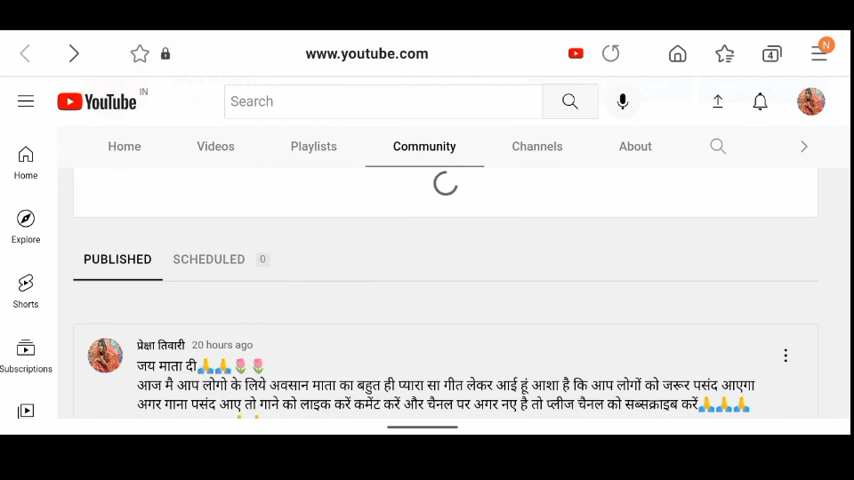 www.youtube.com
4
N
YouTube IN
Search
Home
Videos
Playlists
Community
Channels
About
Home
Explore
Shorts
Subscriptions
PUBLISHED
SCHEDULED 0
प्रेक्षा तिवारी 20 hours ago
जय माता दी🙏🙏🌷🌷
आज मै आप लोगो के लिये अवसान माता का बहुत ही प्यारा सा गीत लेकर आई हूं आशा है कि आप लोगों को जरूर पसंद आएगा
अगर गाना पसंद आए तो गाने को लाइक करें कमेंट करें और चैनल पर अगर नए है तो प्लीज चैनल को सब्सक्राइब करें🙏🙏🙏